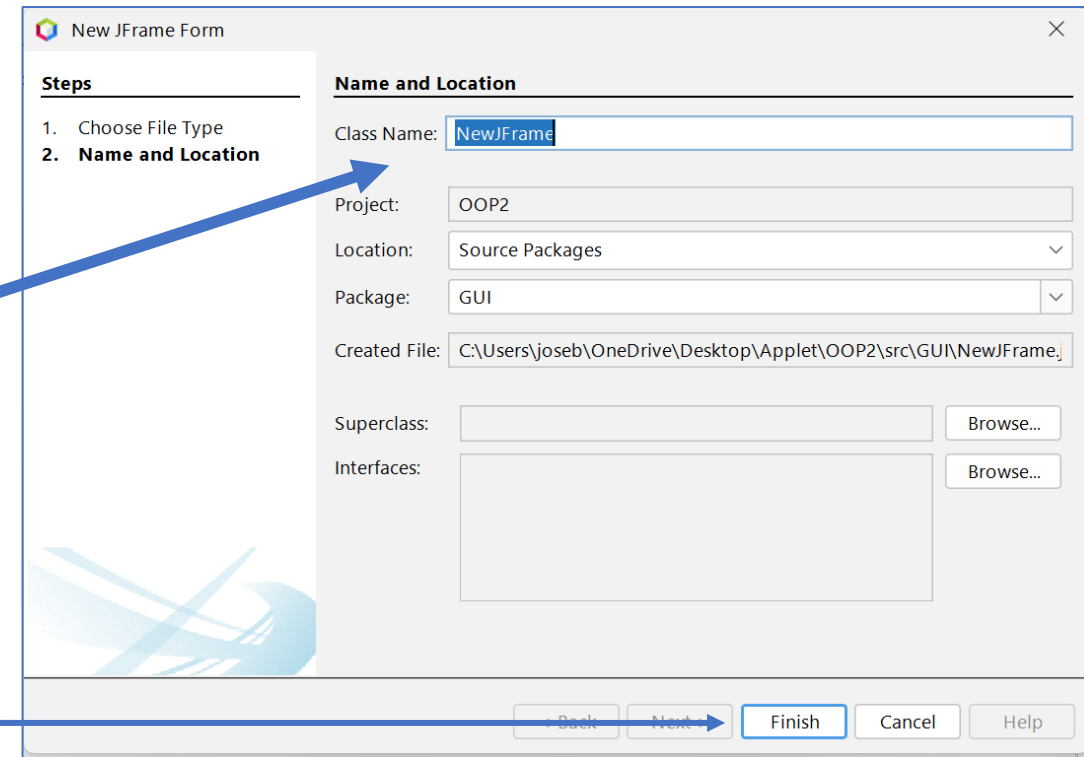 New JFrame Form
Steps
1. Choose File Type
2. Name and Location
Name and Location
Class Name: NewJFrame
Project: OOP2
Location: Source Packages
Package: GUI
Created File: C:\Users\joseb\OneDrive\Desktop\Applet\OOP2\src\GUI\NewJFrame.j
Superclass: Browse...
Interfaces: Browse...
< Back Next > Finish Cancel Help